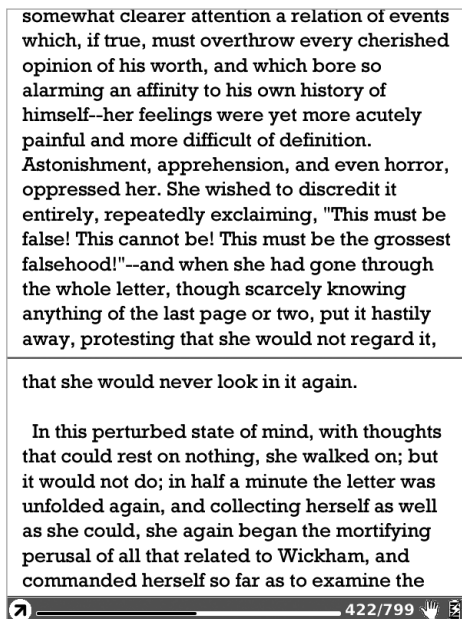 somewhat clearer attention a relation of events
which, if true, must overthrow every cherished
opinion of his worth, and which bore so
alarming an affinity to his own history of
himself--her feelings were yet more acutely
painful and more difficult of definition.
Astonishment, apprehension, and even horror,
oppressed her. She wished to discredit it
entirely, repeatedly exclaiming, "This must be
false! This cannot be! This must be the grossest
falsehood!"--and when she had gone through
the whole letter, though scarcely knowing
anything of the last page or two, put it hastily
away, protesting that she would not regard it,
that she would never look in it again.
In this perturbed state of mind, with thoughts
that could rest on nothing, she walked on; but
it would not do; in half a minute the letter was
unfolded again, and collecting herself as well
as she could, she again began the mortifying
perusal of all that related to Wickham, and
commanded herself so far as to examine the
422/799